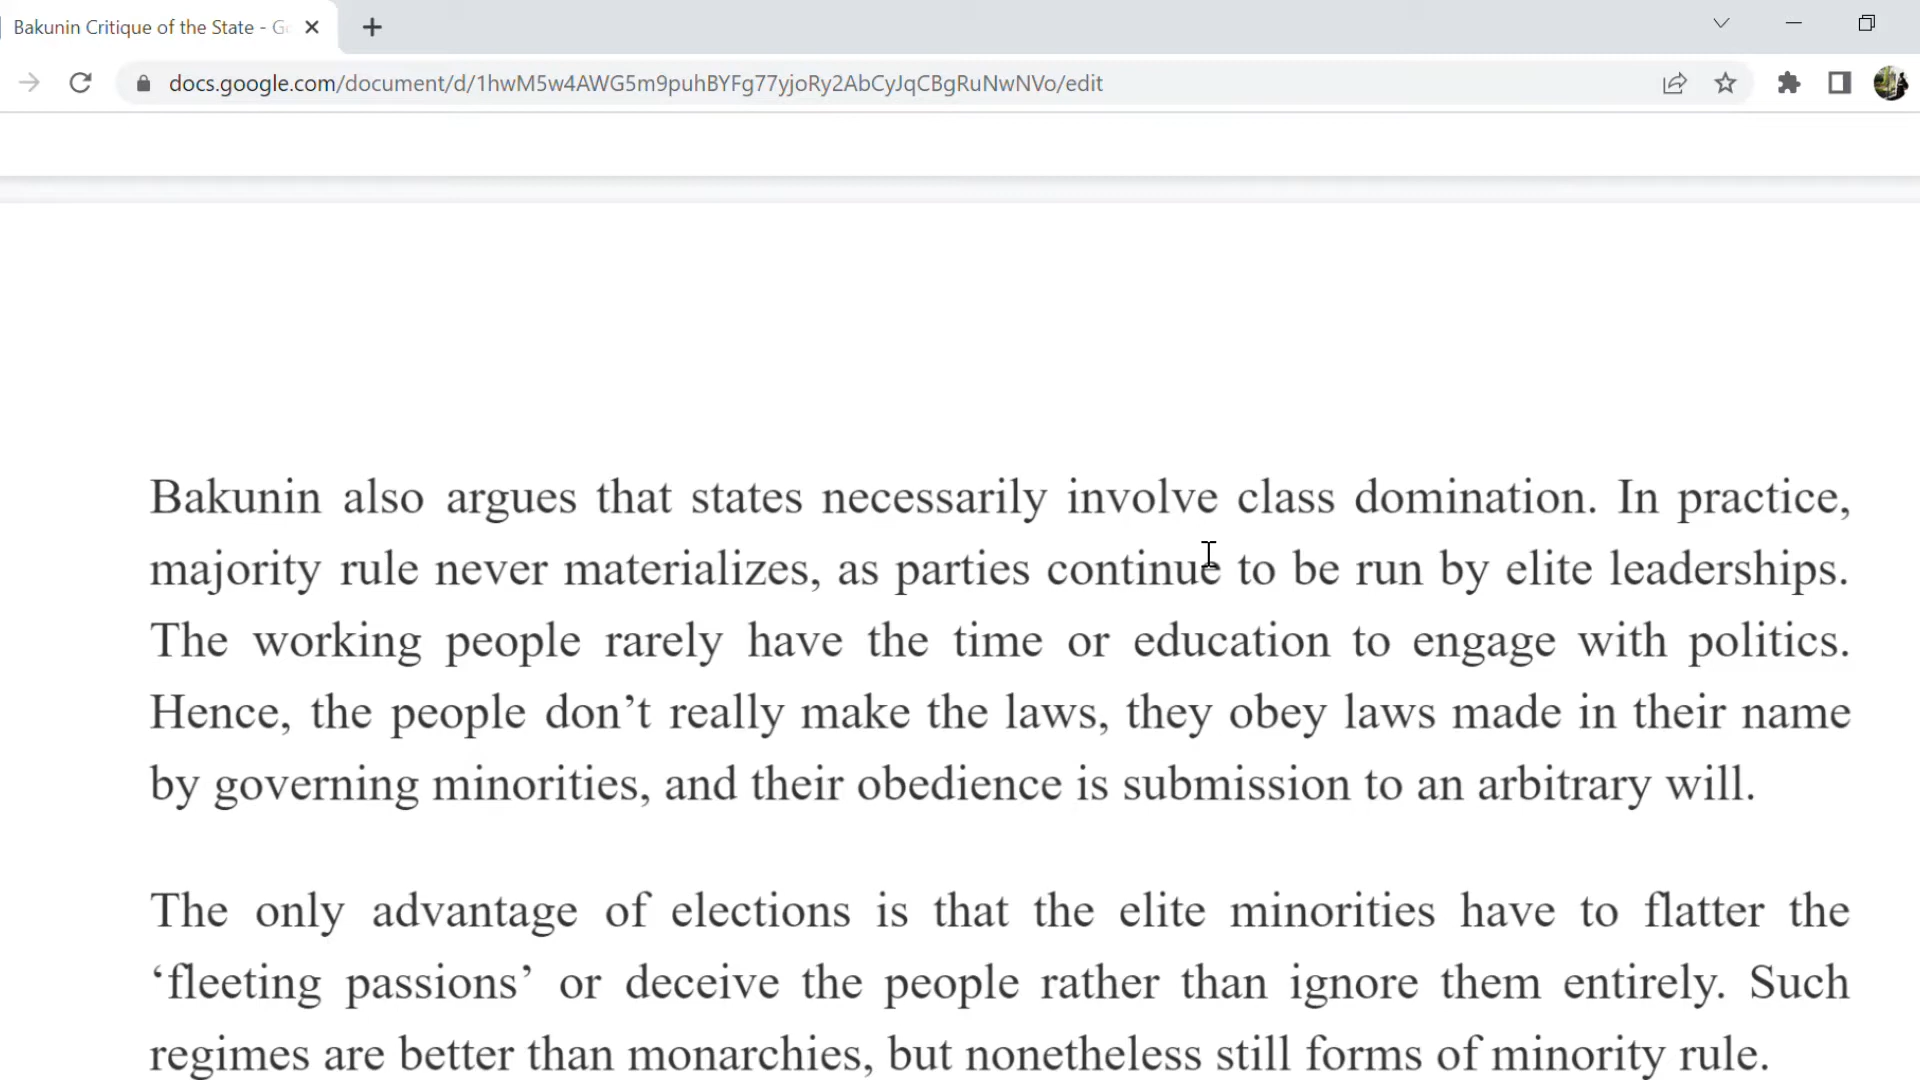 Bakunin Critique of the State - G
docs.google.com/document/d/1hwM5w4AWG5m9puhBYFg77yjoRy2AbCyJqCBgRuNwNVo/edit
Bakunin also argues that states necessarily involve class domination. In practice,
majority rule never materializes, as parties continue to be run by elite leaderships.
The working people rarely have the time or education to engage with politics.
Hence, the people don’t really make the laws, they obey laws made in their name
by governing minorities, and their obedience is submission to an arbitrary will.
The only advantage of elections is that the elite minorities have to flatter the
‘fleeting passions’ or deceive the people rather than ignore them entirely. Such
regimes are better than monarchies, but nonetheless still forms of minority rule.